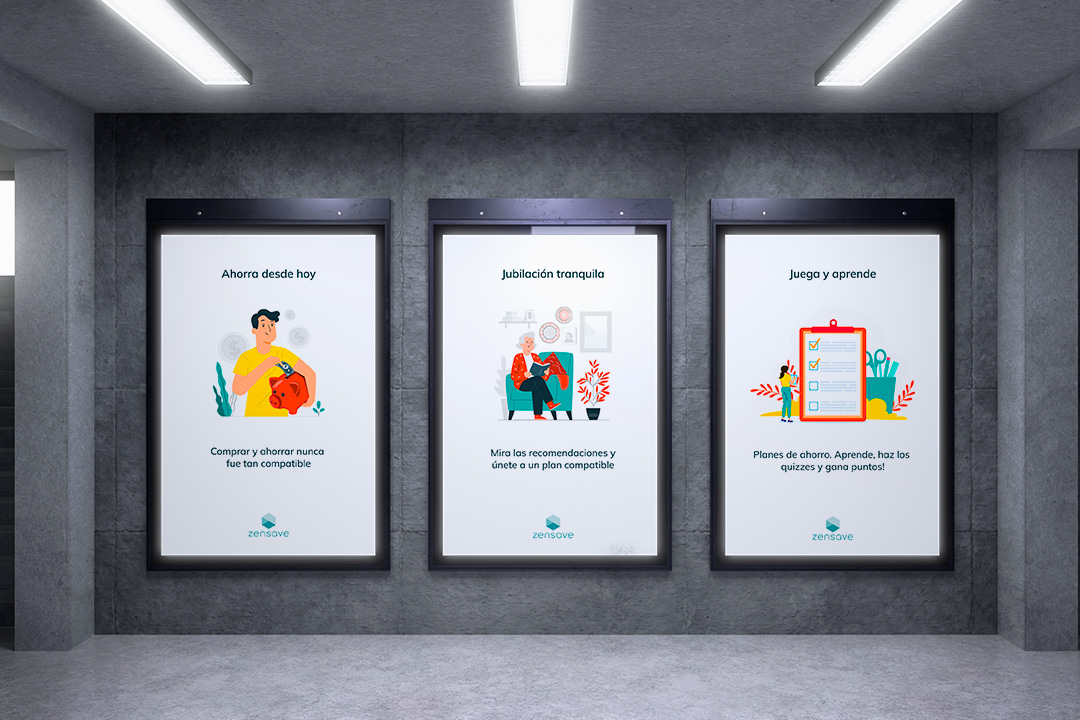 Ahorra desde hoy
Comprar y ahorrar nunca
fue tan compatible
zensave
Jubilación tranquila
Mira las recomendaciones y
únete a un plan compatible
zensave
Juega y aprende
Planes de ahorro. Aprende, haz los
quizzes y gana puntos!
zensave